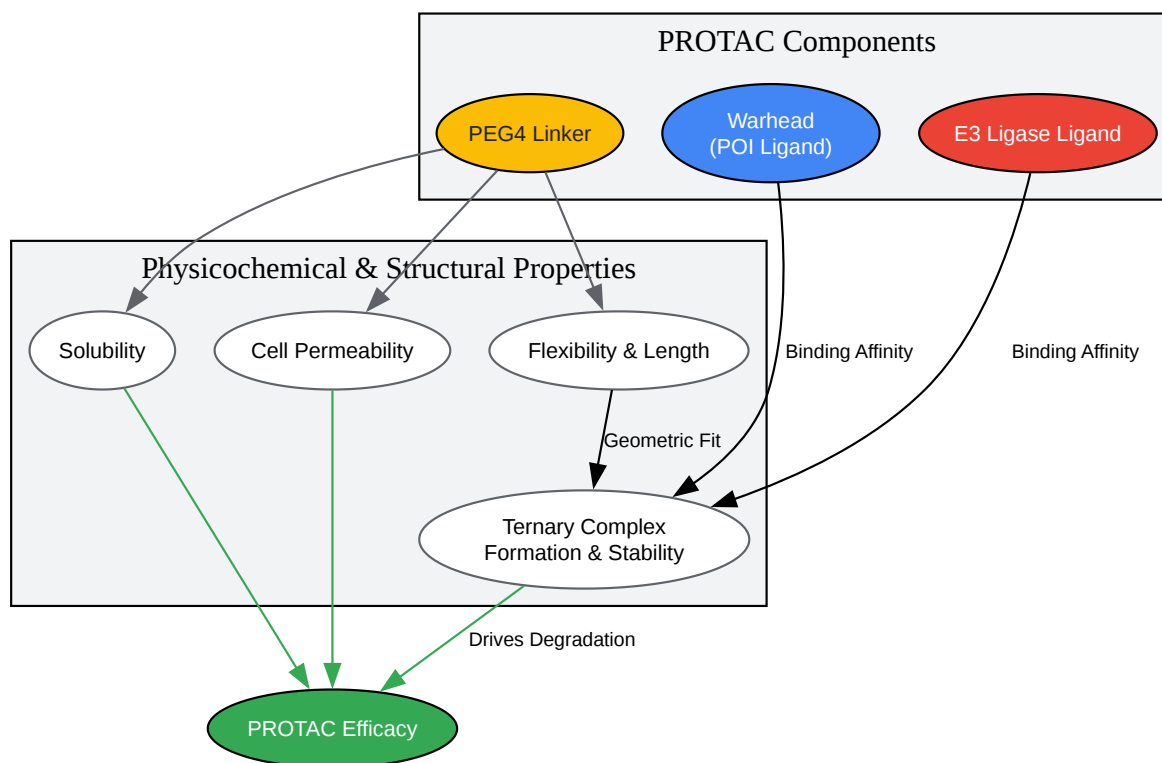 PROTAC Components
PEG4 Linker
Warhead
(POI Ligand)
E3 Ligase Ligand
Physicochemical & Structural Properties
Solubility
Cell Permeability
Flexibility & Length
Binding Affinity
Binding Affinity
Geometric Fit
Ternary Complex
Formation & Stability
Drives Degradation
PROTAC Efficacy